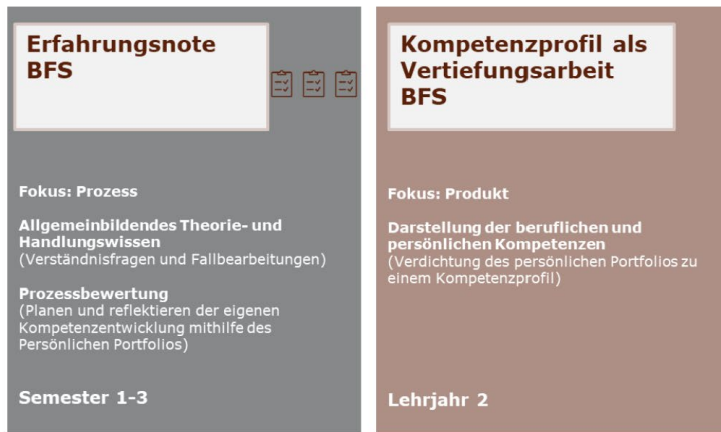 Erfahrungsnote
BFS
Fokus: Prozess
Allgemeinbildendes Theorie- und
Handlungswissen
(Verständnisfragen und Fallbearbeitungen)
Prozessbewertung
(Planen und reflektieren der eigenen
Kompetenzentwicklung mithilfe des
Persönlichen Portfolios)
Semester 1-3
Kompetenzprofil als
Vertiefungsarbeit
BFS
Fokus: Produkt
Darstellung der beruflichen und
persönlichen Kompetenzen
(Verdichtung des persönlichen Portfolios zu
einem Kompetenzprofil)
Lehrjahr 2